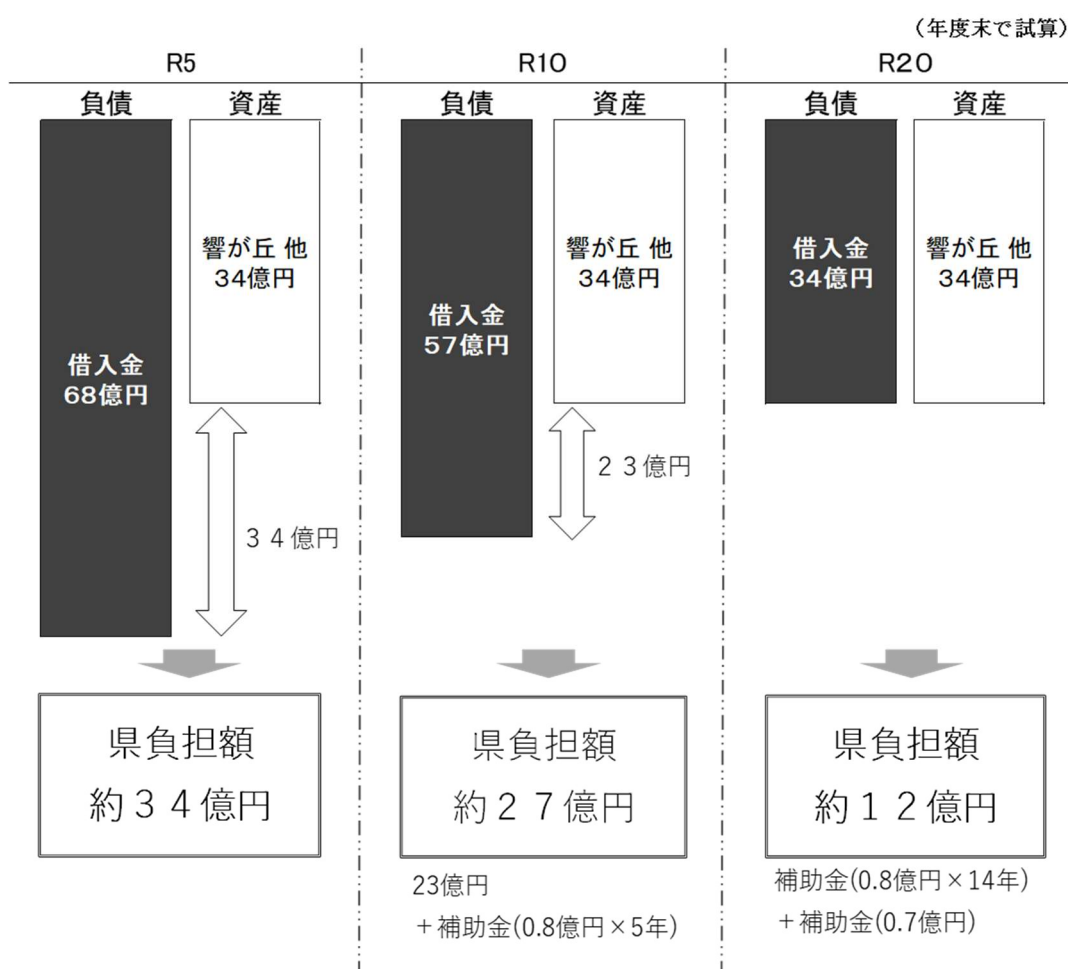 （年度末で試算）
R5
R10
R20
負債
資産
負債
資産
負債
資産
借入金
68億円
響が丘 他
34億円
３４億円
借入金
57億円
響が丘 他
34億円
２３億円
借入金
34億円
響が丘 他
34億円
県負担額
約３４億円
県負担額
約２７億円
23億円
＋補助金(0.8億円×5年)
県負担額
約１２億円
補助金(0.8億円×14年)
＋補助金(0.7億円)